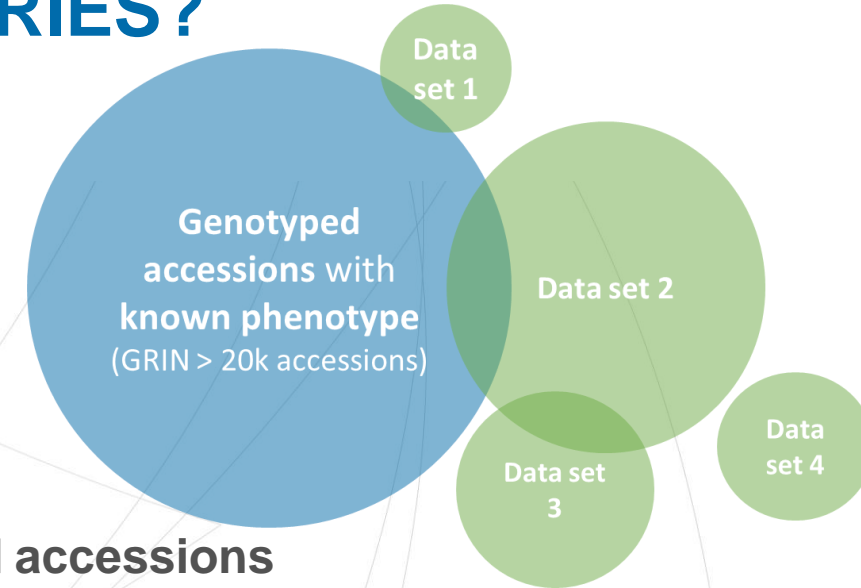 RIES?
Data
set 1
Genotyped
accessions with
known phenotype
(GRIN > 20k accessions)
Data set 2
Data set
3
Data
set 4
accessions